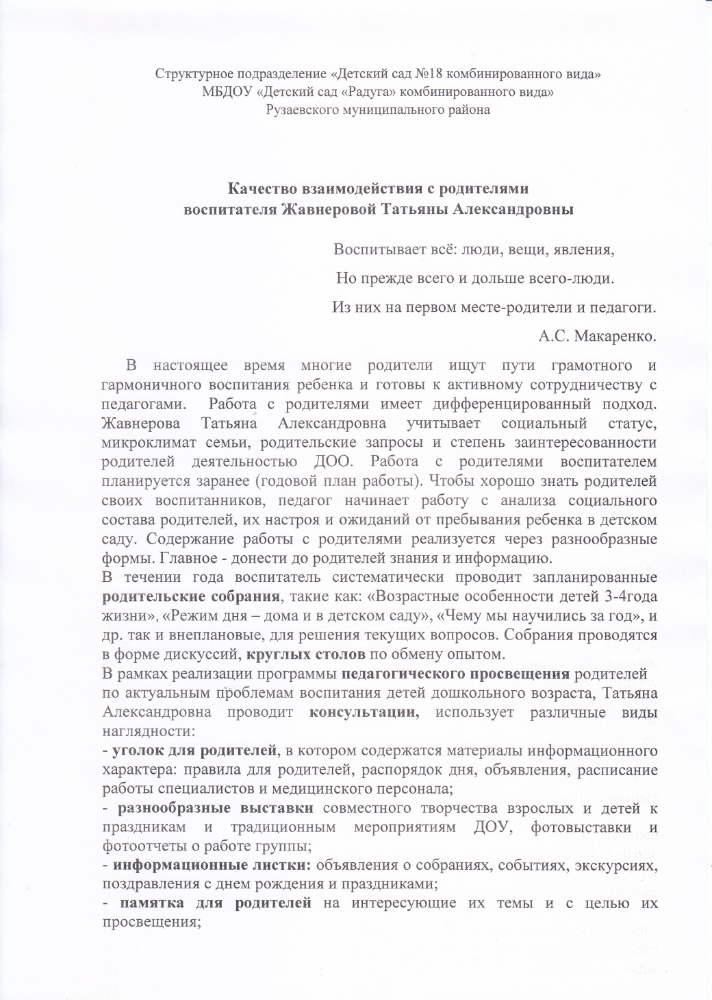 Структурное подразделение «Детский сад №18 комбинированного вида»
МБДОУ «Детский сад «Радуга» комбинированного вида»
Рузаевского муниципального района
Качество взаимодействия с родителями
воспитателя Жавнеровой Татьяны Александровны
Воспитывает всё: люди, вещи, явления,
Но прежде всего и дольше всего-люди.
Из них на первом месте-родители и педагоги.
А.С. Макаренко.
В настоящее время многие родители ищут пути грамотного и
гармоничного воспитания ребенка и готовы к активному сотрудничеству с
педагогами. Работа с родителями имеет дифференцированный подход.
Жавнерова Татьяна Александровна учитывает социальный статус,
микроклимат семьи, родительские запросы и степень заинтересованности
родителей деятельностью ДОО. Работа с родителями воспитателем
планируется заранее (годовой план работы). Чтобы хорошо знать родителей
своих воспитанников, педагог начинает работу с анализа социального
состава родителей, их настроя и ожиданий от пребывания ребенка в детском
саду. Содержание работы с родителями реализуется через разнообразные
формы. Главное - донести до родителей знания и информацию.
В течении года воспитатель систематически проводит запланированные
родительские собрания, такие как: «Возрастные особенности детей 3-4года
жизни», «Режим дня – дома и в детском саду», «Чему мы научились за год», и
др. так и внеплановые, для решения текущих вопросов. Собрания проводятся
в форме дискуссий, круглых столов по обмену опытом.
В рамках реализации программы педагогического просвещения родителей
по актуальным проблемам воспитания детей дошкольного возраста, Татьяна
Александровна проводит консультации, использует различные виды
наглядности:
- уголок для родителей, в котором содержатся материалы информационного
характера: правила для родителей, распорядок дня, объявления, расписание
работы специалистов и медицинского персонала;
- разнообразные выставки совместного творчества взрослых и детей к
праздникам и традиционным мероприятиям ДОУ, фотовыставки и
фотоотчеты о работе группы;
- информационные листки: объявления о собраниях, событиях, экскурсиях,
поздравления с днем рождения и праздниками;
- памятка для родителей на интересующие их темы и с целью их
просвещения;